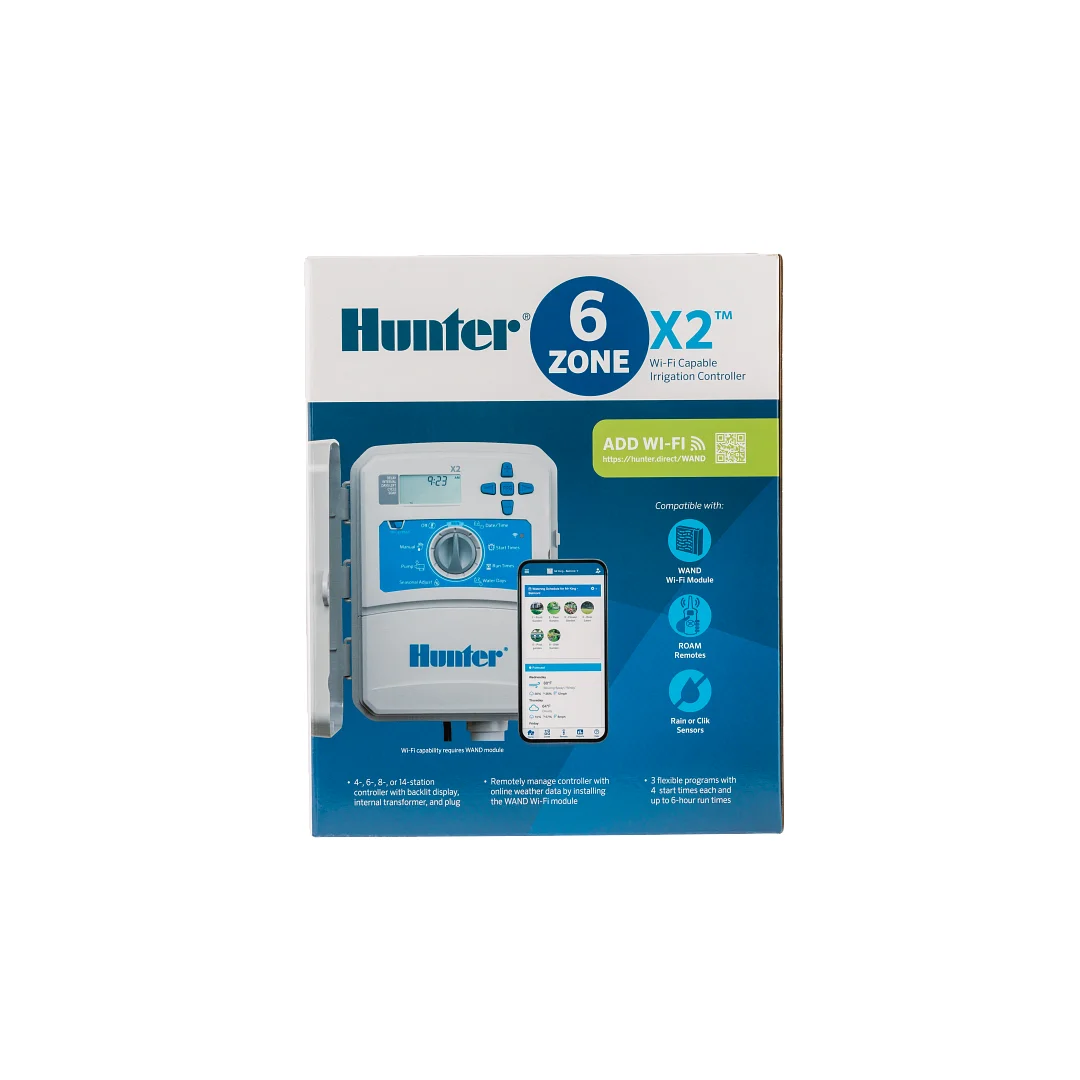 Hunter®
6
ZONE
X2™
Wi-Fi Capable
Irrigation Controller
ADD WI-FI
https://hunter.direct/WAND
Compatible with:
WAND
Wi-Fi Module
ROAM
Remotes
Rain or Clik
Sensors
X2
9:23
Off
Date/Time
Manual
Start Times
Pump
Run Times
Seasonal Adjust
Water Days
Hunter®
Wednesday
Thursday
Friday
Wi-Fi capability requires WAND module
• 4-, 6-, 8-, or 14-station
controller with backlit display,
internal transformer, and plug
• Remotely manage controller with
online weather data by installing
the WAND Wi-Fi module
• 3 flexible programs with
4 start times each and
up to 6-hour run times